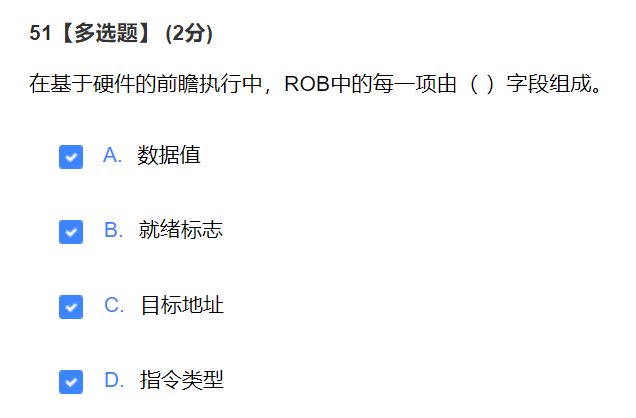 51【多选题】 (2分)
在基于硬件的前瞻执行中，ROB中的每一项由（ ）字段组成。
A. 数据值
B. 就绪标志
C. 目标地址
D. 指令类型